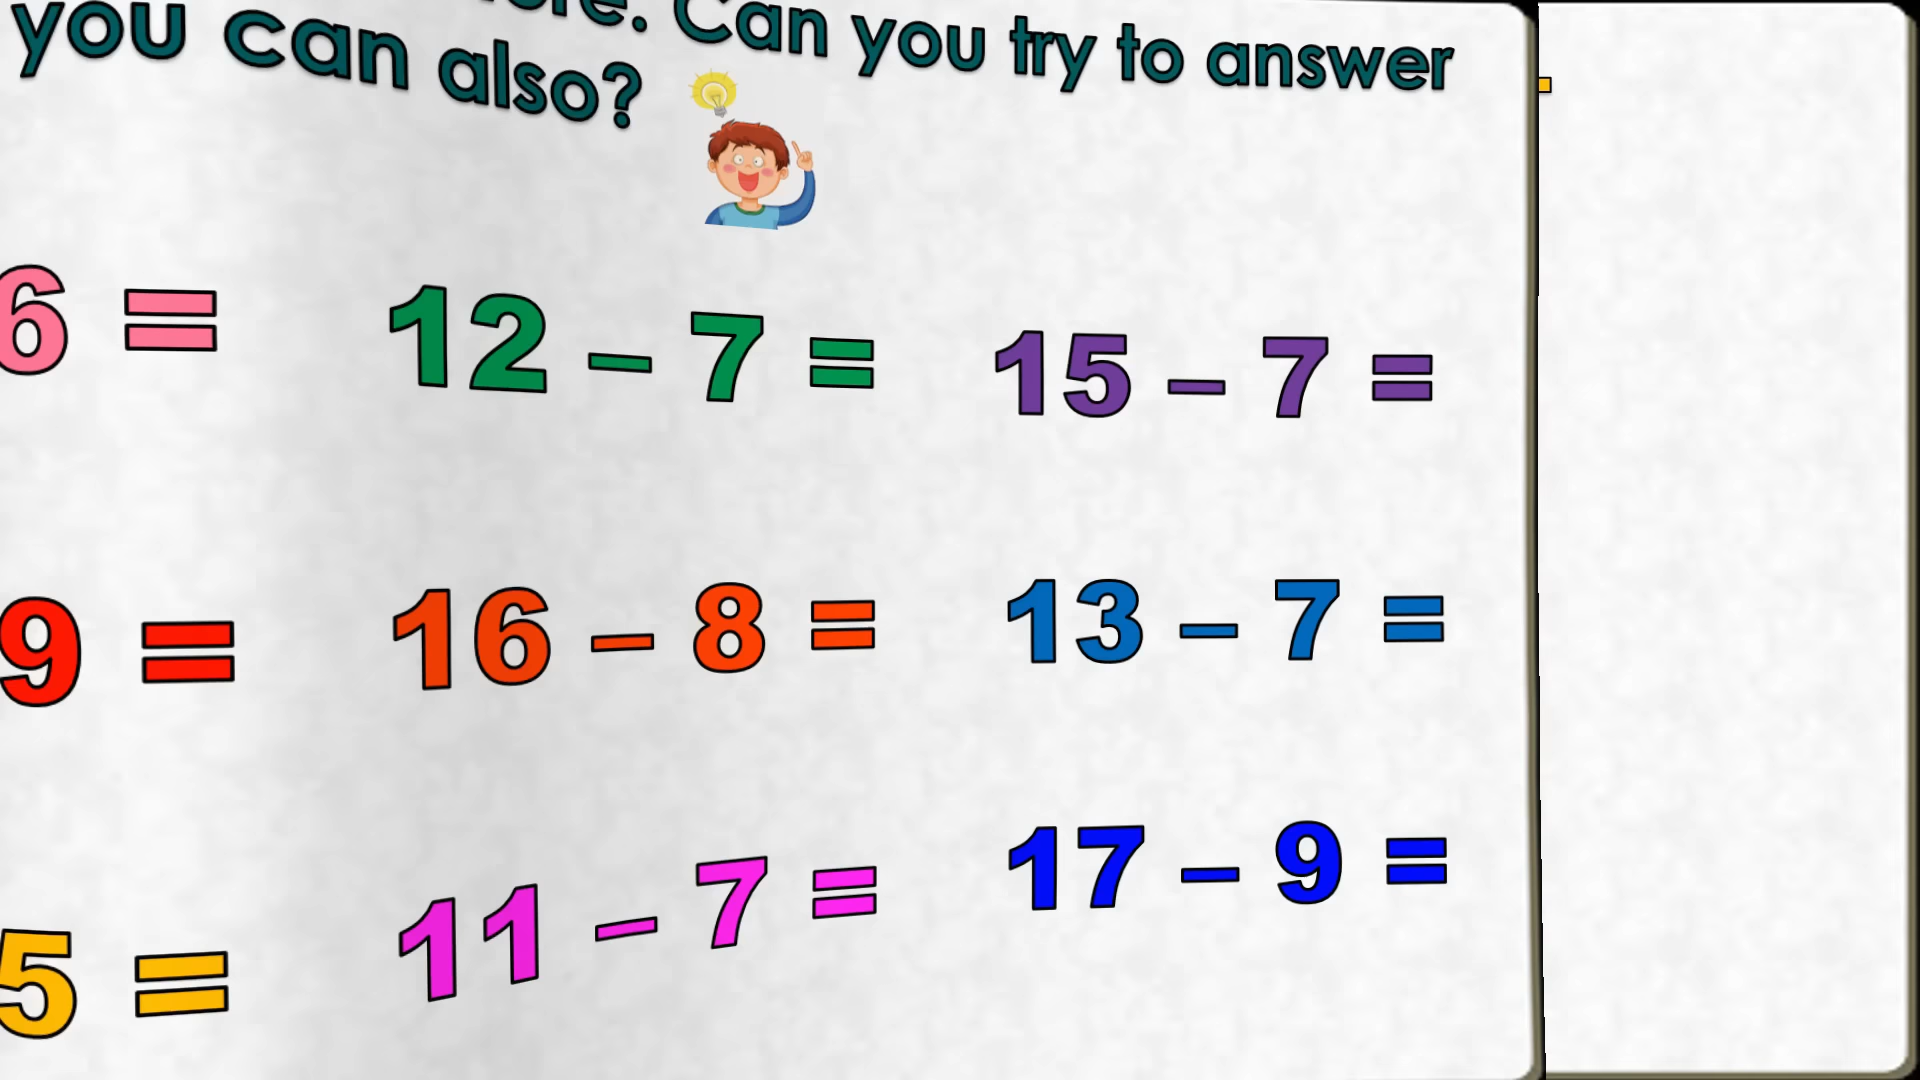 Can you try to answer
you can also?
6 = 12 – 7 = 15 – 7 =
9 = 16 – 8 = 13 – 7 =
5 = 11 – 7 = 17 – 9 =